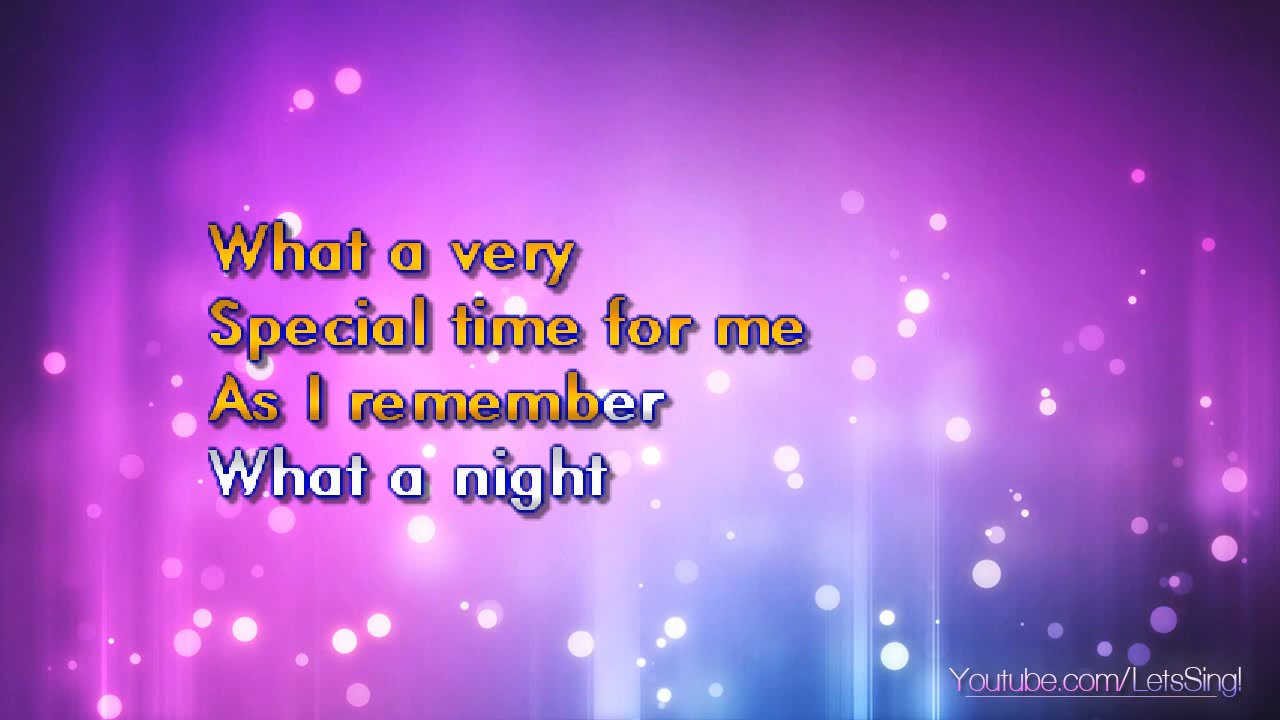 What a very
Special time for me
As I remember
What a night
Youtube.com/LetsSing!